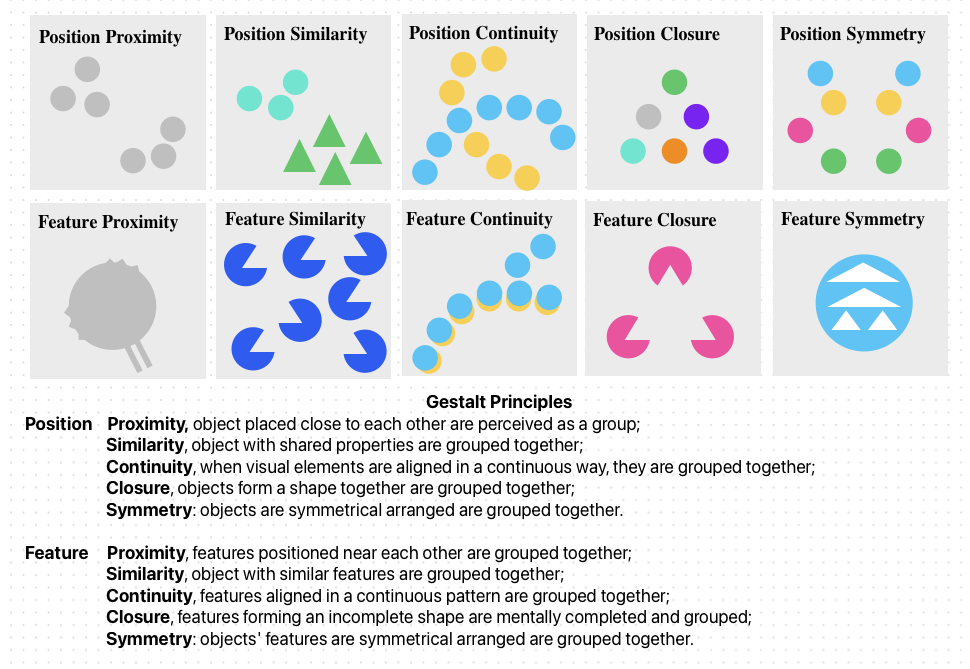 Position Proximity
Position Similarity
Position Continuity
Position Closure
Position Symmetry
Feature Proximity
Feature Similarity
Feature Continuity
Feature Closure
Feature Symmetry
Gestalt Principles
Position Proximity, object placed close to each other are perceived as a group;
Similarity, object with shared properties are grouped together;
Continuity, when visual elements are aligned in a continuous way, they are grouped together;
Closure, objects form a shape together are grouped together;
Symmetry: objects are symmetrical arranged are grouped together.
Feature Proximity, features positioned near each other are grouped together;
Similarity, object with similar features are grouped together;
Continuity, features aligned in a continuous pattern are grouped together;
Closure, features forming an incomplete shape are mentally completed and grouped;
Symmetry: objects' features are symmetrical arranged are grouped together.